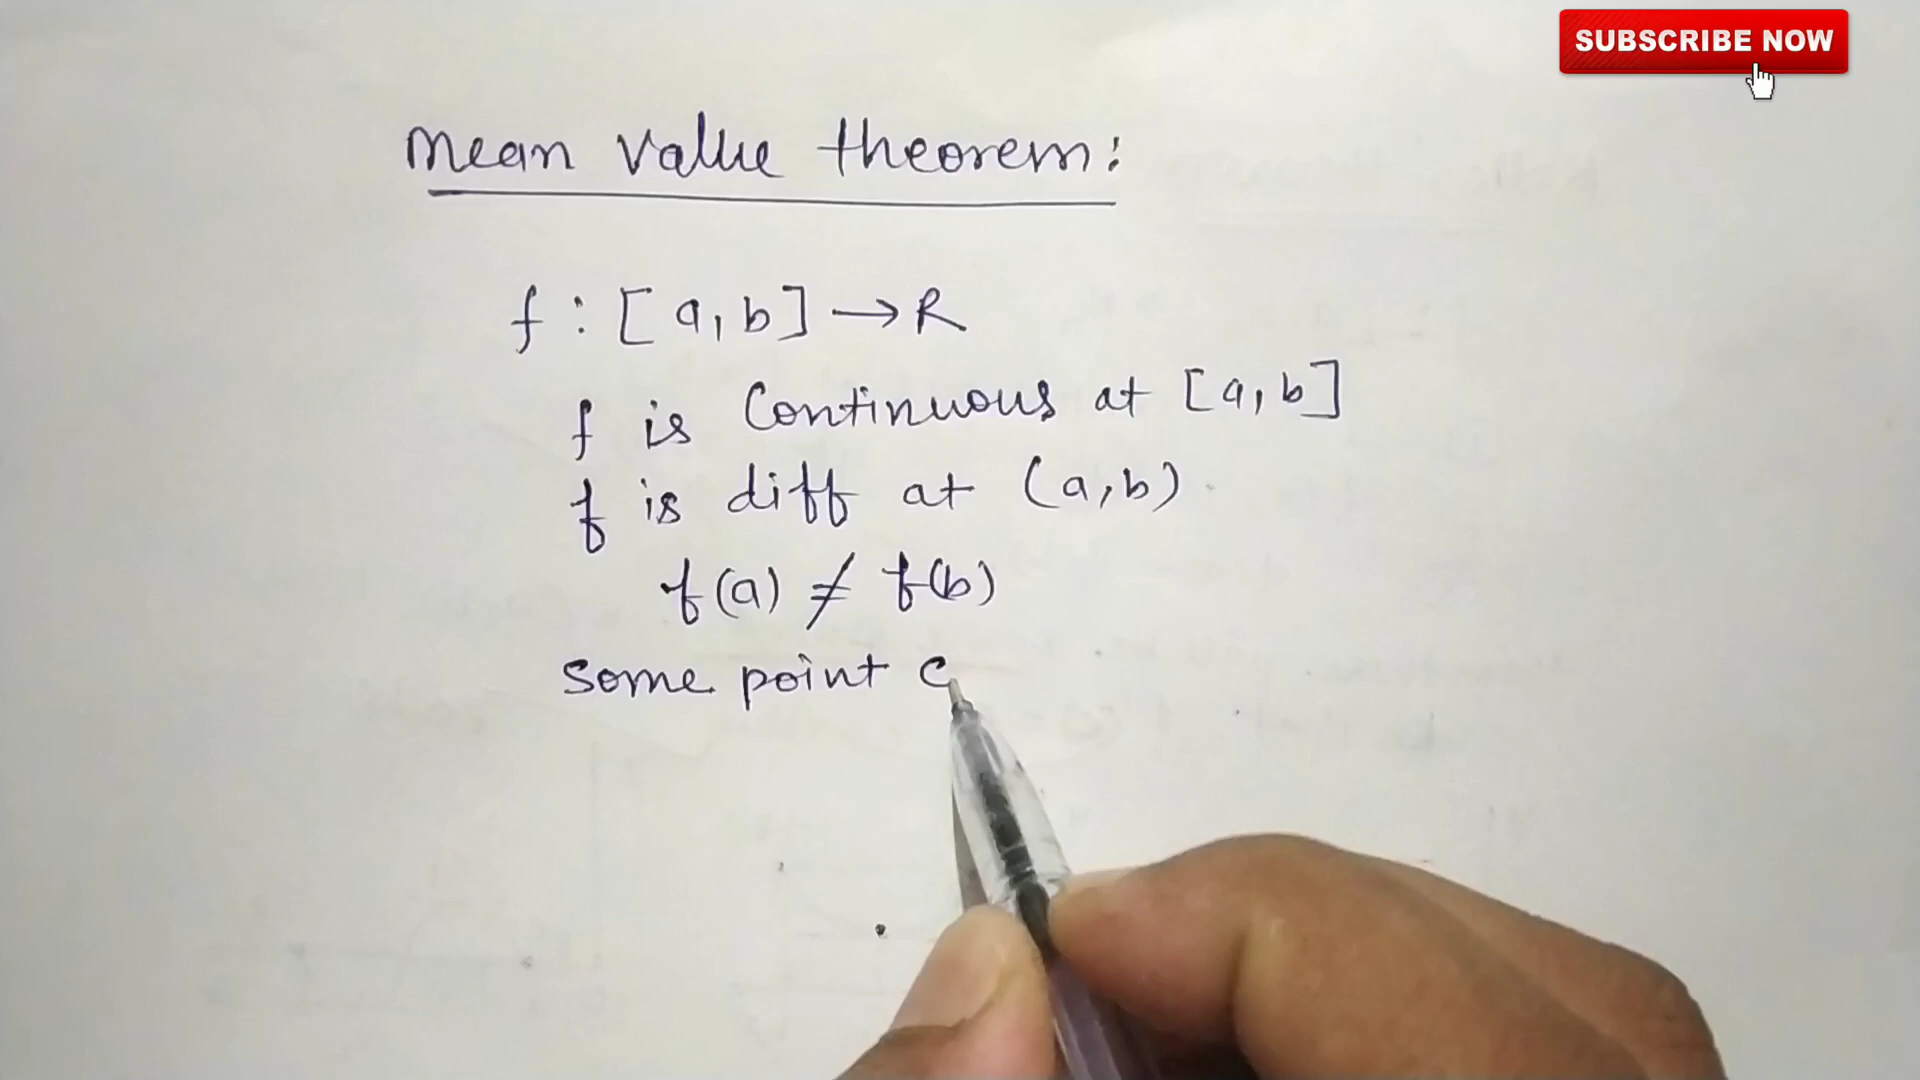 SUBSCRIBE NOW
Mean value theorem:
f : [a, b] → R
f is Continuous at [a, b]
f is diff at (a, b)
f(a) ≠ f(b)
Some point c